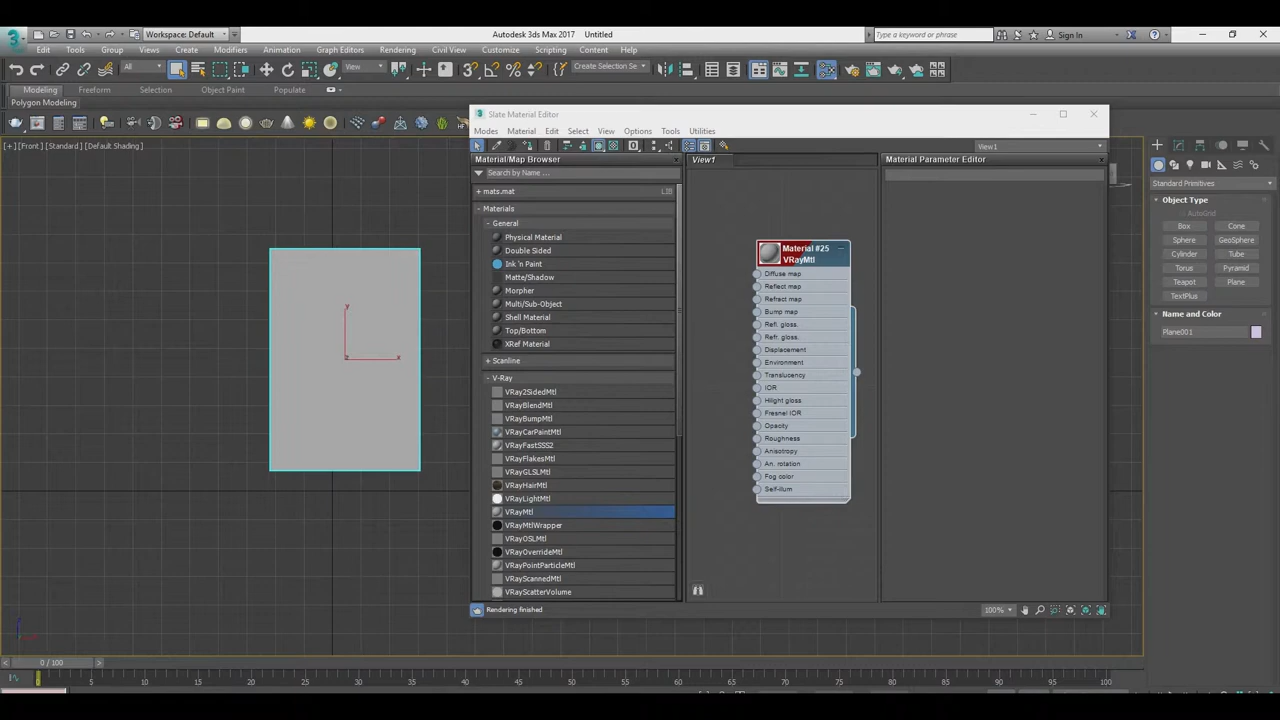 Workspace: Default
Autodesk 3ds Max 2017    Untitled
Type a keyword or phrase
Sign In
Edit Tools Group Views Create Modifiers Animation Graph Editors Rendering Civil View Customize Scripting Content Help
All
View
Create Selection Se
Modeling Freeform Selection Object Paint Populate
Polygon Modeling
[+] [Front] [Standard] [Default Shading]
Slate Material Editor
Modes Material Edit Select View Options Tools Utilities
View1
Material/Map Browser
Search by Name ...
+ mats.mat
LIB
- Materials
- General
Physical Material
Double Sided
Ink 'n Paint
Matte/Shadow
Morpher
Multi/Sub-Object
Shell Material
Top/Bottom
XRef Material
+ Scanline
- V-Ray
VRay2SidedMtl
VRayBlendMtl
VRayBumpMtl
VRayCarPaintMtl
VRayFastSSS2
VRayFlakesMtl
VRayGLSLMtl
VRayHairMtl
VRayLightMtl
VRayMtl
VRayMtlWrapper
VRayOSLMtl
VRayOverrideMtl
VRayPointParticleMtl
VRayScannedMtl
VRayScatterVolume
Rendering finished
View1
Material #25
VRayMtl
Diffuse map
Reflect map
Refract map
Bump map
Refl. gloss.
Refr. gloss.
Displacement
Environment
Translucency
IOR
Hilight gloss
Fresnel IOR
Opacity
Roughness
Anisotropy
An. rotation
Fog color
Self-illum
100%
Material Parameter Editor
Standard Primitives
- Object Type
AutoGrid
Box Cone
Sphere GeoSphere
Cylinder Tube
Torus Pyramid
Teapot Plane
TextPlus
Name and Color
Plane001
y
z x
< 0 / 100 >
0 5 10 15 20 25 30 35 40 45 50 55 60 65 70 75 80 85 90 95 100